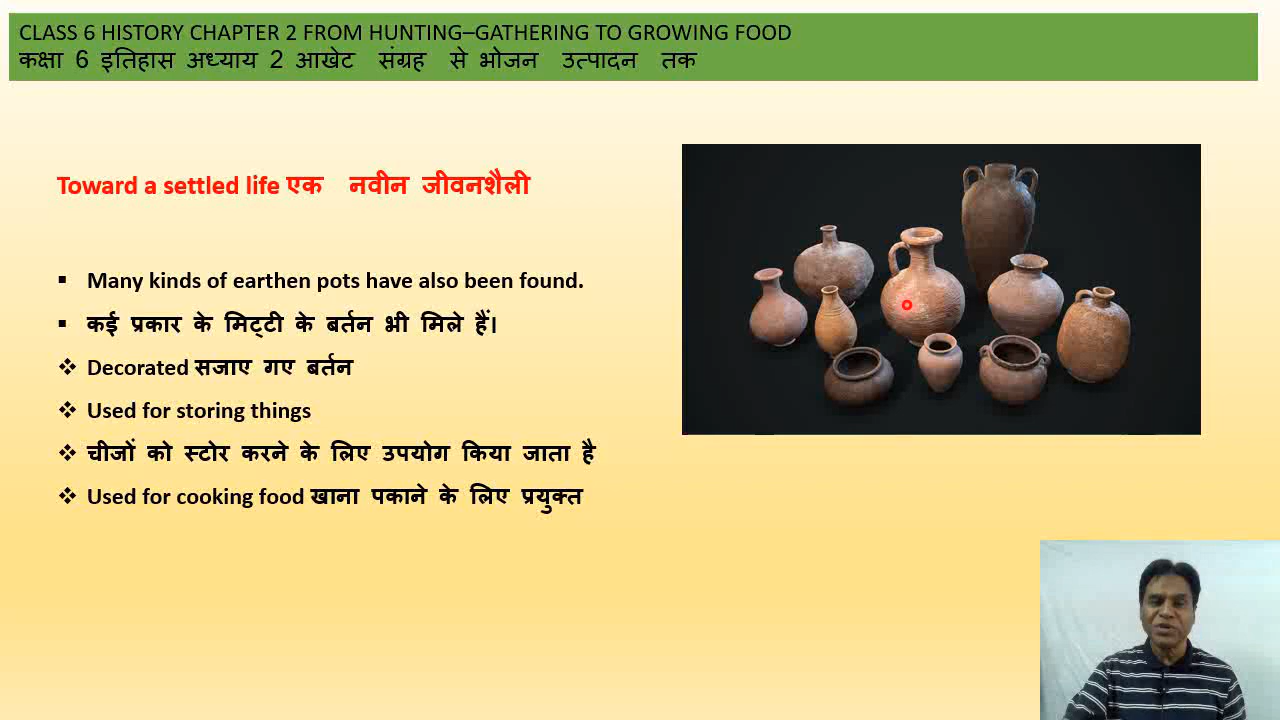 CLASS 6 HISTORY CHAPTER 2 FROM HUNTING–GATHERING TO GROWING FOOD
कक्षा 6 इतिहास अध्याय 2 आखेट संग्रह से भोजन उत्पादन तक
Toward a settled life एक नवीन जीवनशैली
Many kinds of earthen pots have also been found.
कई प्रकार के मिट्टी के बर्तन भी मिले हैं।
Decorated सजाए गए बर्तन
Used for storing things
चीजों को स्टोर करने के लिए उपयोग किया जाता है
Used for cooking food खाना पकाने के लिए प्रयुक्त